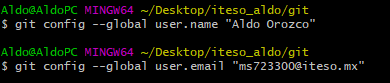 Aldo@AldoPC MINGW64 ~/Desktop/iteso_aldo/git
$ git config --global user.name "Aldo Orozco"
Aldo@AldoPC MINGW64 ~/Desktop/iteso_aldo/git
$ git config --global user.email "ms723300@iteso.mx"